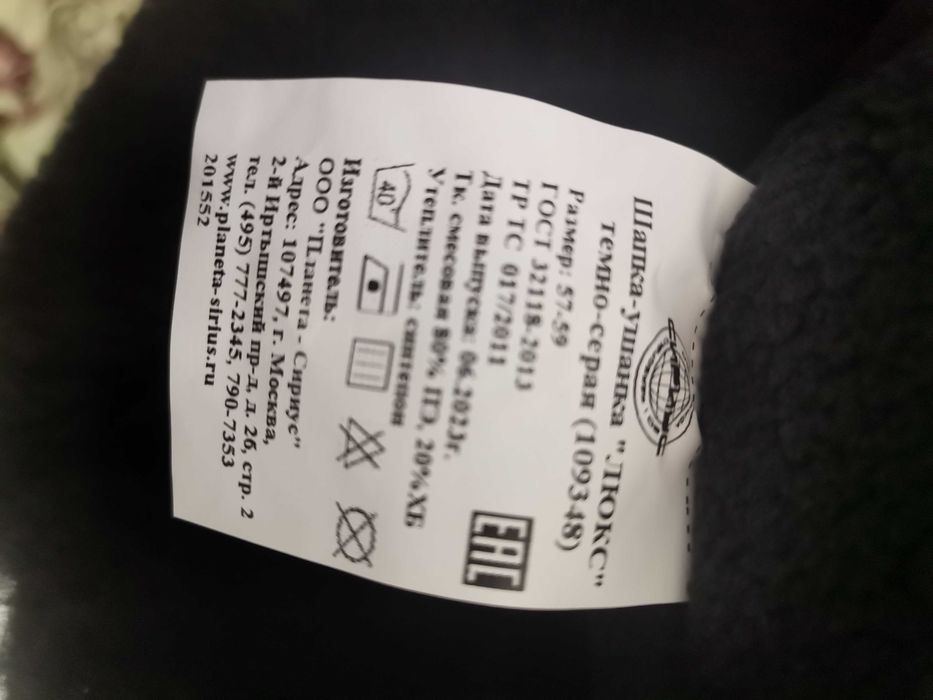 Шапка-ушанка "ЛЮКС"
темно-серая (109348)
Размер: 57-59
ГОСТ 32118-2013
ТР ТС 017/2011
Дата выпуска: 06.2023г.
Тк. смесовая 80% ПЭ, 20%ХБ
Утеплитель: синтепон
EAC
40
Изготовитель:
ООО "Планета - Сириус"
Адрес: 107497, г. Москва,
2-й Иртышский пр-д, д. 2б, стр. 2
тел. (495) 777-2345, 790-7353
www.planeta-sirius.ru
201552